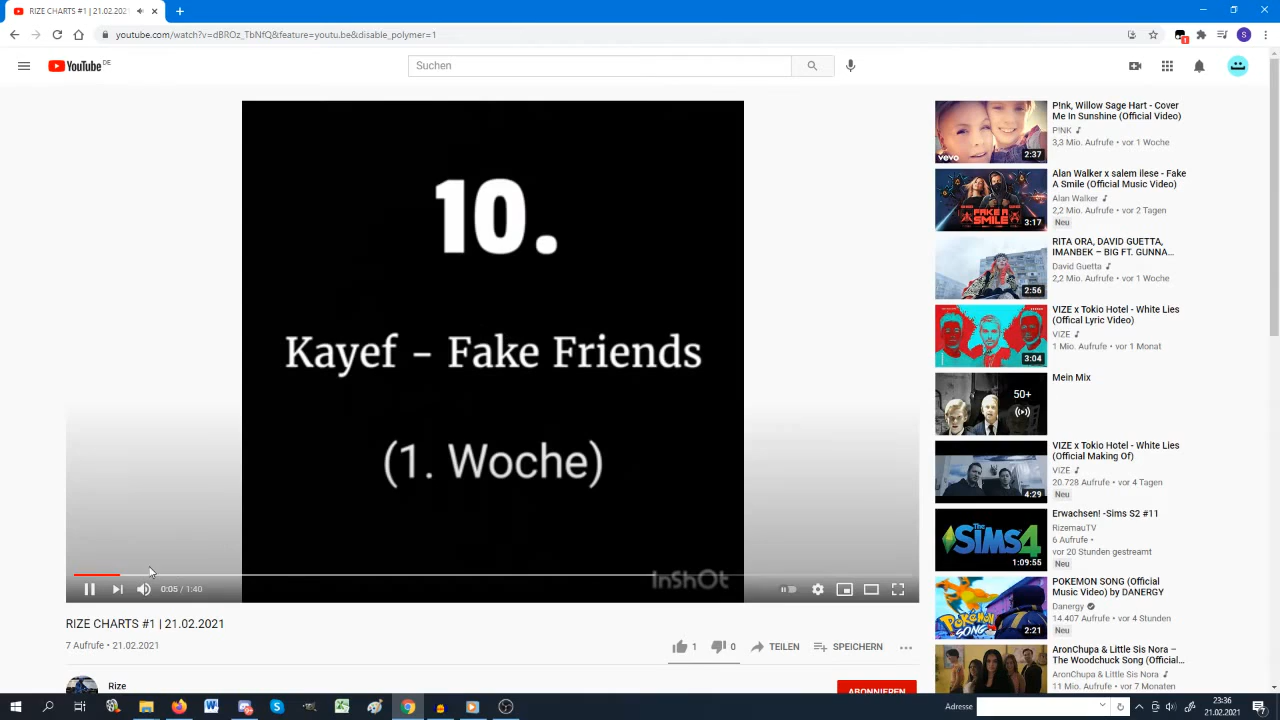 RIZE CHARTS #1 | 21.02.202
youtube.com/watch?v=dBROz_TbNfQ&feature=youtu.be&disable_polymer=1
1
S
YouTube DE
Suchen
10.
Kayef - Fake Friends
(1. Woche)
InShOt
0:05 / 1:40
RIZE CHARTS #1 | 21.02.2021
7 Aufrufe • 21.02.2021
1
0
TEILEN
SPEICHERN
Rize
ABONNIEREN
P!nk, Willow Sage Hart - Cover
Me In Sunshine (Official Video)
P!NK
3,3 Mio. Aufrufe • vor 1 Woche
vevo
2:37
Alan Walker x salem ilese - Fake
A Smile (Official Music Video)
Alan Walker
2,2 Mio. Aufrufe • vor 2 Tagen
Neu
FAKE A
SMILE
3:17
RITA ORA, DAVID GUETTA,
IMANBEK – BIG FT. GUNNA...
David Guetta
2,2 Mio. Aufrufe • vor 1 Woche
2:56
VIZE x Tokio Hotel - White Lies
(Offical Lyric Video)
VIZE
1 Mio. Aufrufe • vor 1 Monat
3:04
Mein Mix
50+
VIZE x Tokio Hotel - White Lies
(Official Making Of)
VIZE
20.728 Aufrufe • vor 4 Tagen
Neu
4:29
Erwachsen! -Sims S2 #11
RizemauTV
6 Aufrufe •
vor 20 Stunden gestreamt
Neu
The
SIMS4
1:09:55
POKEMON SONG (Official
Music Video) by DANERGY
Danergy
14.407 Aufrufe • vor 4 Stunden
Neu
Pokémon
SONG
2:21
AronChupa & Little Sis Nora –
The Woodchuck Song (Official...
AronChupa & Little Sis Nora
11 Mio. Aufrufe • vor 7 Monaten
Adresse
23:36
21.02.2021
7